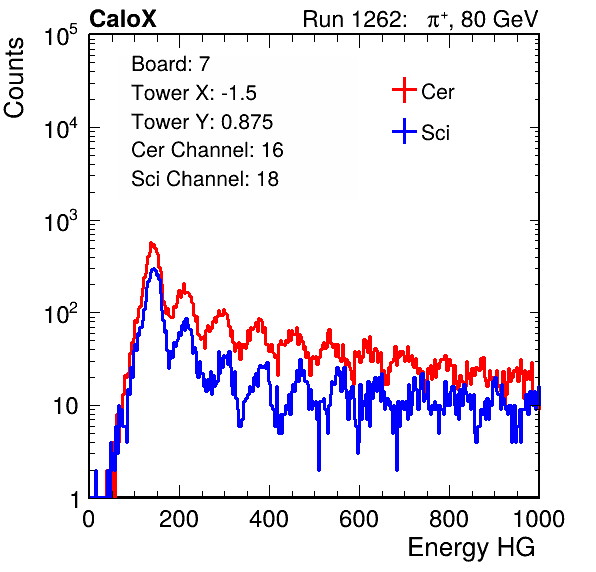 CaloX Run 1262: π⁺, 80 GeV
Board: 7
Tower X: -1.5
Tower Y: 0.875
Cer Channel: 16
Sci Channel: 18
Cer
Sci
Counts
10⁵
10⁴
10³
10²
10
1
0 200 400 600 800 1000
Energy HG